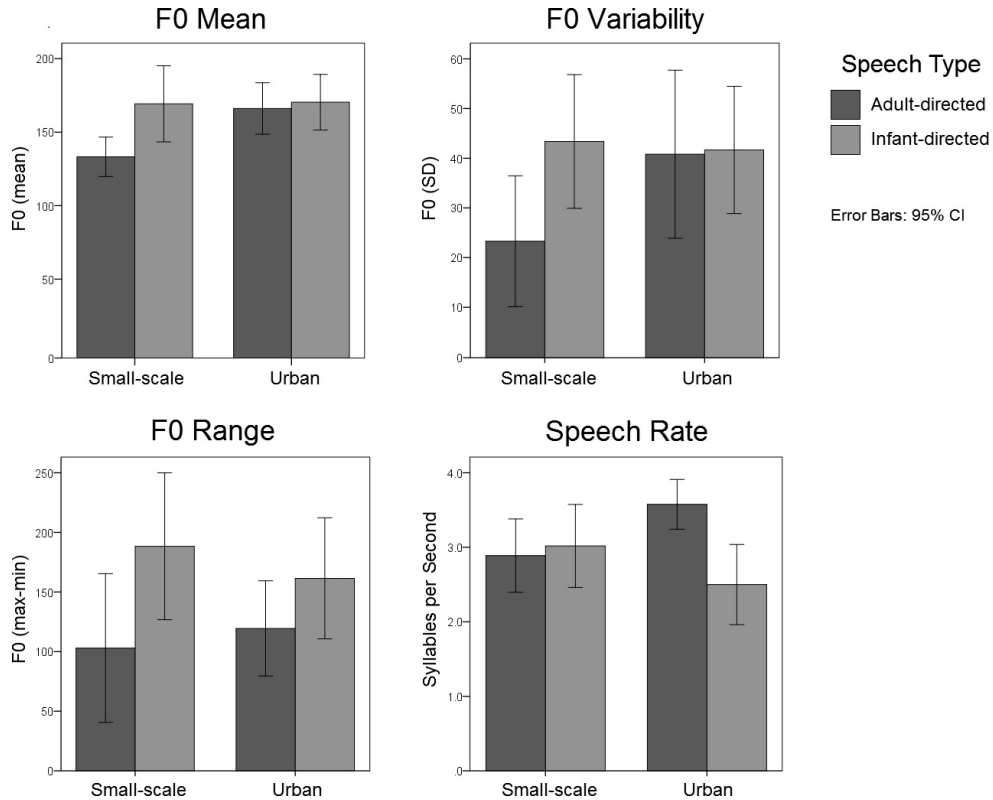 F0 Mean
F0 (mean)
200
150
100
50
0
Small-scale Urban
F0 Variability
F0 (SD)
60
50
40
30
20
10
0
Small-scale Urban
Speech Type
Adult-directed
Infant-directed
Error Bars: 95% CI
F0 Range
F0 (max-min)
250
200
150
100
50
0
Small-scale Urban
Speech Rate
Syllables per Second
4.0
3.0
2.0
1.0
.0
Small-scale Urban